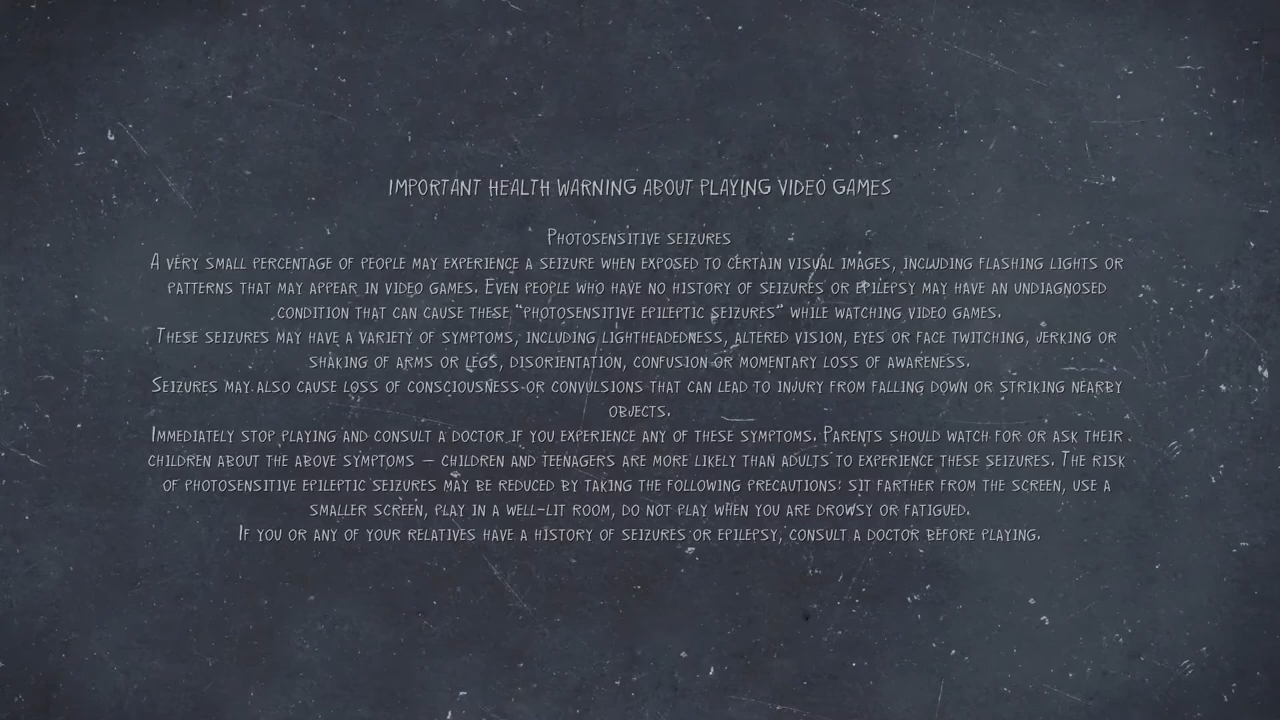 IMPORTANT HEALTH WARNING ABOUT PLAYING VIDEO GAMES
PHOTOSENSITIVE SEIZURES
A VERY SMALL PERCENTAGE OF PEOPLE MAY EXPERIENCE A SEIZURE WHEN EXPOSED TO CERTAIN VISUAL IMAGES, INCLUDING FLASHING LIGHTS OR
PATTERNS THAT MAY APPEAR IN VIDEO GAMES. EVEN PEOPLE WHO HAVE NO HISTORY OF SEIZURES OR EPILEPSY MAY HAVE AN UNDIAGNOSED
CONDITION THAT CAN CAUSE THESE "PHOTOSENSITIVE EPILEPTIC SEIZURES" WHILE WATCHING VIDEO GAMES.
THESE SEIZURES MAY HAVE A VARIETY OF SYMPTOMS, INCLUDING LIGHTHEADEDNESS, ALTERED VISION, EYES OR FACE TWITCHING, JERKING OR
SHAKING OF ARMS OR LEGS, DISORIENTATION, CONFUSION OR MOMENTARY LOSS OF AWARENESS.
SEIZURES MAY ALSO CAUSE LOSS OF CONSCIOUSNESS OR CONVULSIONS THAT CAN LEAD TO INJURY FROM FALLING DOWN OR STRIKING NEARBY
OBJECTS.
IMMEDIATELY STOP PLAYING AND CONSULT A DOCTOR IF YOU EXPERIENCE ANY OF THESE SYMPTOMS. PARENTS SHOULD WATCH FOR OR ASK THEIR
CHILDREN ABOUT THE ABOVE SYMPTOMS — CHILDREN AND TEENAGERS ARE MORE LIKELY THAN ADULTS TO EXPERIENCE THESE SEIZURES. THE RISK
OF PHOTOSENSITIVE EPILEPTIC SEIZURES MAY BE REDUCED BY TAKING THE FOLLOWING PRECAUTIONS: SIT FARTHER FROM THE SCREEN, USE A
SMALLER SCREEN, PLAY IN A WELL-LIT ROOM, DO NOT PLAY WHEN YOU ARE DROWSY OR FATIGUED.
IF YOU OR ANY OF YOUR RELATIVES HAVE A HISTORY OF SEIZURES OR EPILEPSY, CONSULT A DOCTOR BEFORE PLAYING.